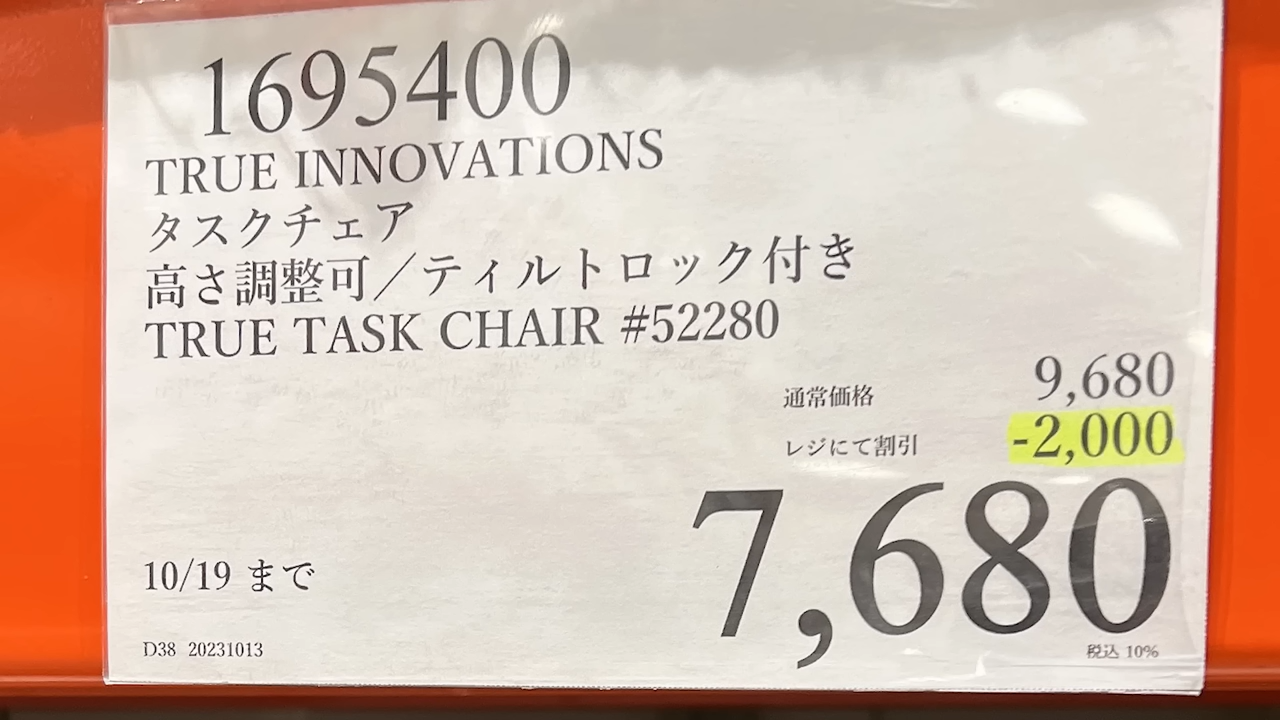 1695400
TRUE INNOVATIONS
タスクチェア
高さ調整可／ティルトロック付き
TRUE TASK CHAIR #52280
通常価格 9,680
レジにて割引 -2,000
7,680
10/19 まで
税込 10%
D38 20231013